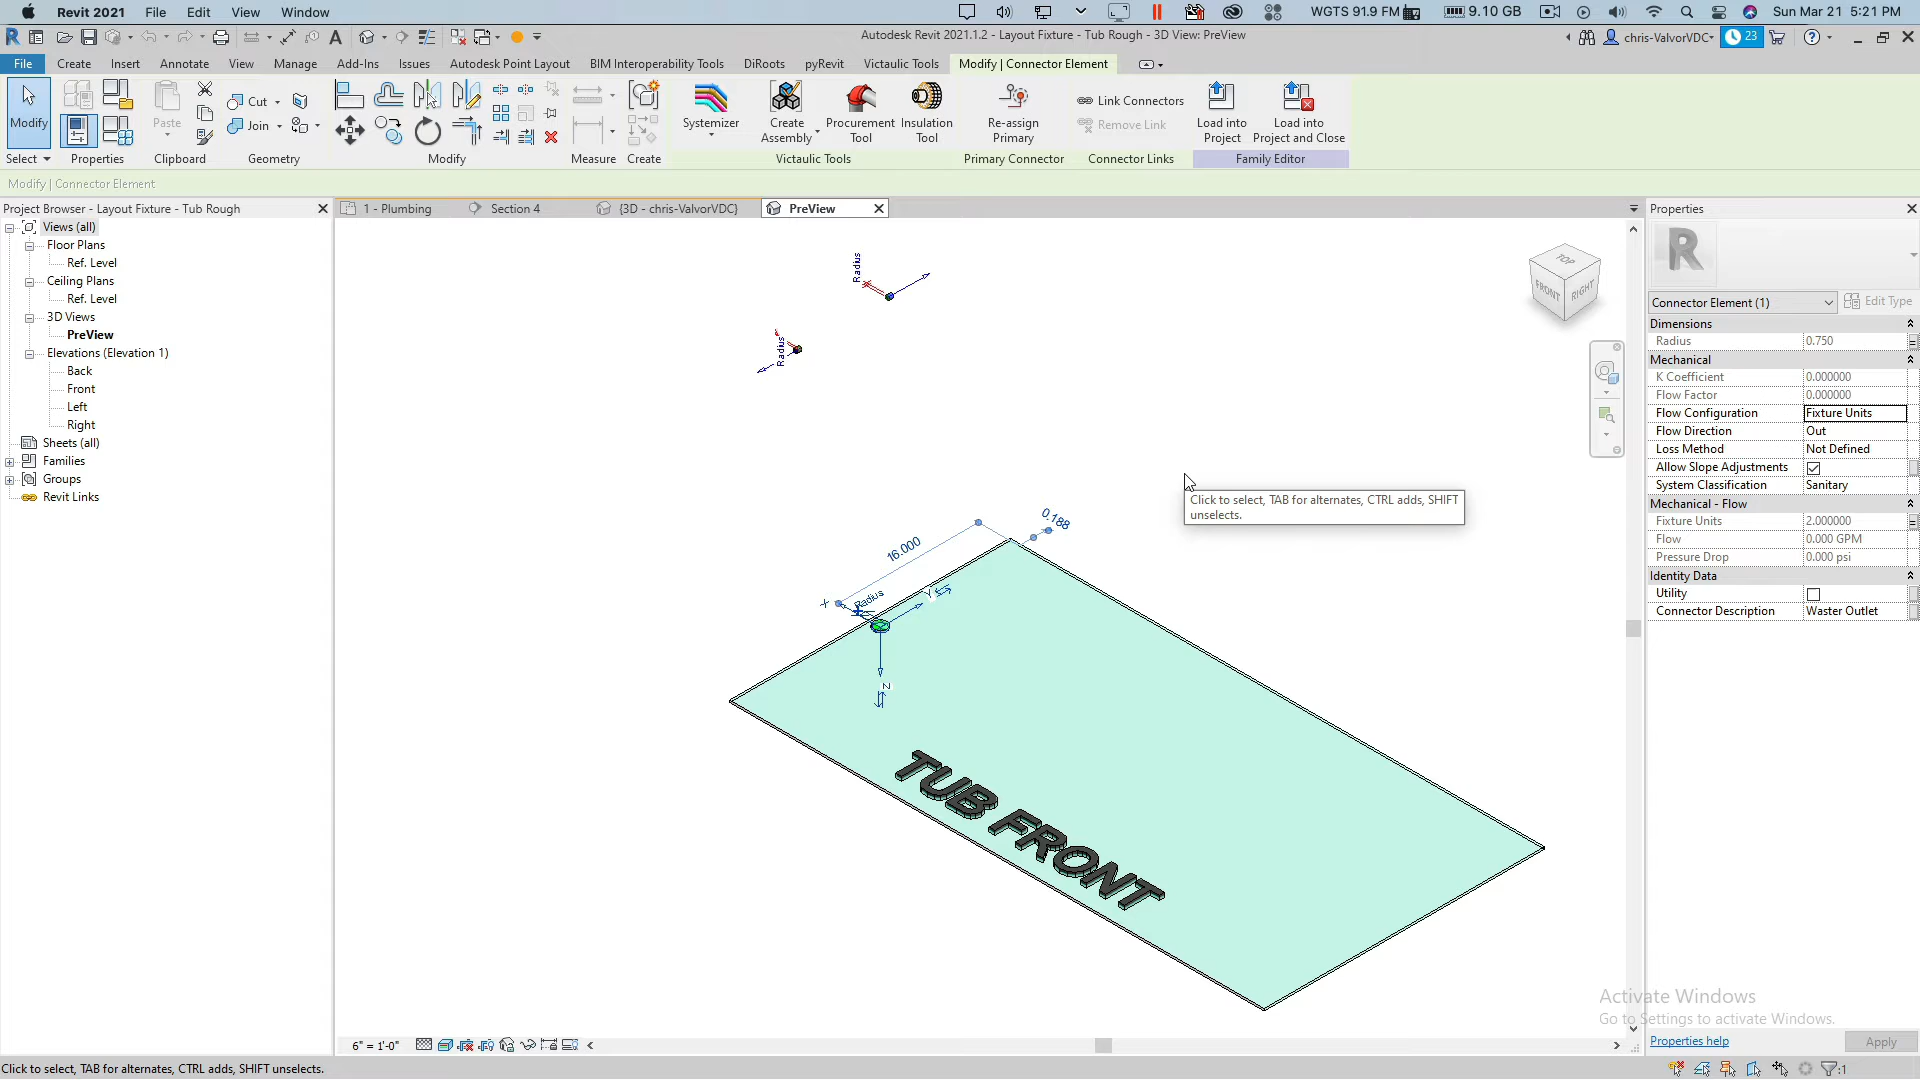 Revit 2021 File Edit View Window WGTS 91.9 FM 9.10 GB Sun Mar 21 5:21 PM
Autodesk Revit 2021.1.2 - Layout Fixture - Tub Rough - 3D View: PreView chris-ValvorVDC 23
File Create Insert Annotate View Manage Add-Ins Issues Autodesk Point Layout BIM Interoperability Tools DiRoots pyRevit Victaulic Tools Modify | Connector Element
Cut
Join
Link Connectors
Remove Link
Modify
Paste
Systemizer
Create
Assembly
Procurement
Tool
Insulation
Tool
Re-assign
Primary
Load into
Project
Load into
Project and Close
Select Properties Clipboard Geometry Modify Measure Create Victaulic Tools Primary Connector Connector Links Family Editor
Modify | Connector Element
Project Browser - Layout Fixture - Tub Rough
Views (all)
Floor Plans
Ref. Level
Ceiling Plans
Ref. Level
3D Views
PreView
Elevations (Elevation 1)
Back
Front
Left
Right
Sheets (all)
Families
Groups
Revit Links
1 - Plumbing Section 4 {3D - chris-ValvorVDC} PreView
Radius
Radius
TOP
FRONT
RIGHT
Click to select, TAB for alternates, CTRL adds, SHIFT
unselects.
0.188
16.000
X
Radius
Y
Z
TUB FRONT
Properties
Connector Element (1) Edit Type
Dimensions
Radius 0.750
Mechanical
K Coefficient 0.000000
Flow Factor 0.000000
Flow Configuration Fixture Units
Flow Direction Out
Loss Method Not Defined
Allow Slope Adjustments
System Classification Sanitary
Mechanical - Flow
Fixture Units 2.000000
Flow 0.000 GPM
Pressure Drop 0.000 psi
Identity Data
Utility
Connector Description Waster Outlet
Activate Windows
Go to Settings to activate Windows.
Properties help Apply
6" = 1'-0"
Click to select, TAB for alternates, CTRL adds, SHIFT unselects.
:1